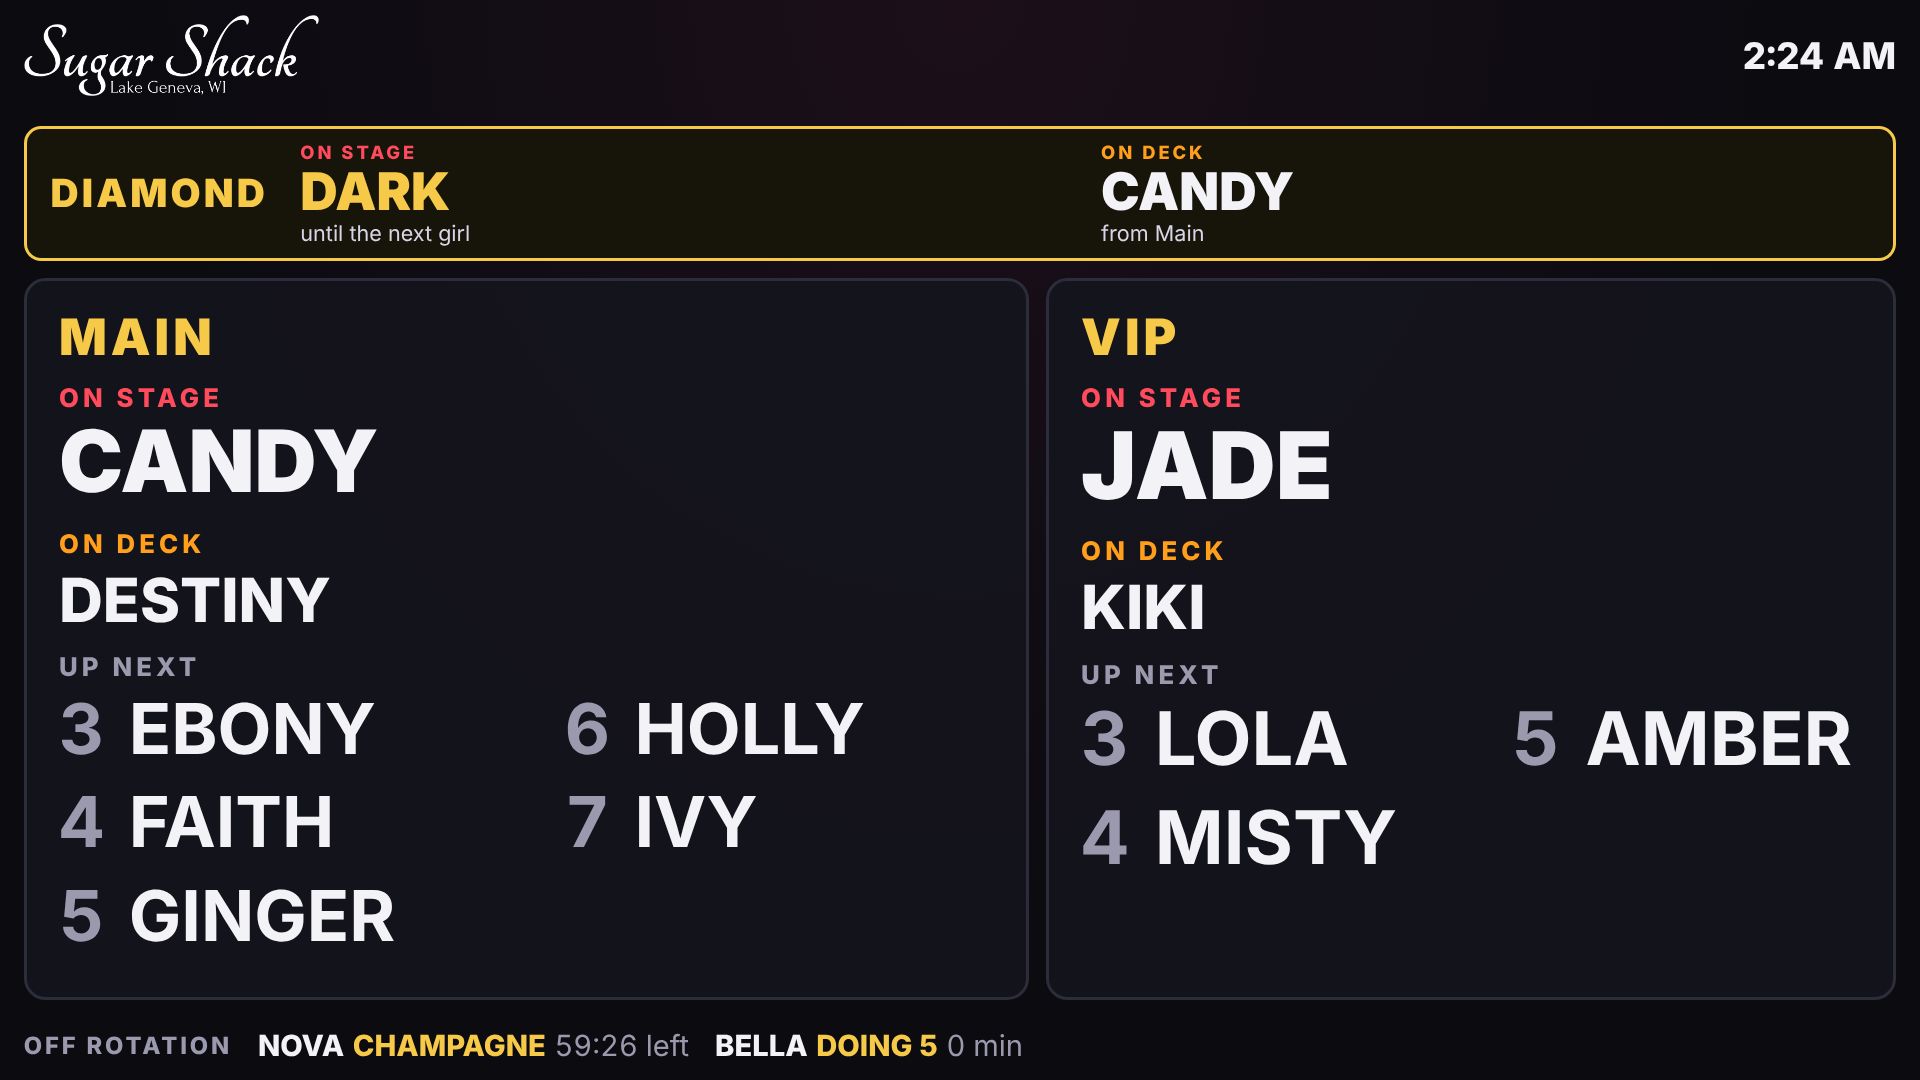 Sugar Shack
Lake Geneva, WI
2:24 AM
DIAMOND
ON STAGE
DARK
until the next girl
ON DECK
CANDY
from Main
MAIN
ON STAGE
CANDY
ON DECK
DESTINY
UP NEXT
3 EBONY
4 FAITH
5 GINGER
6 HOLLY
7 IVY
VIP
ON STAGE
JADE
ON DECK
KIKI
UP NEXT
3 LOLA
4 MISTY
5 AMBER
OFF ROTATION NOVA CHAMPAGNE 59:26 left BELLA DOING 5 0 min